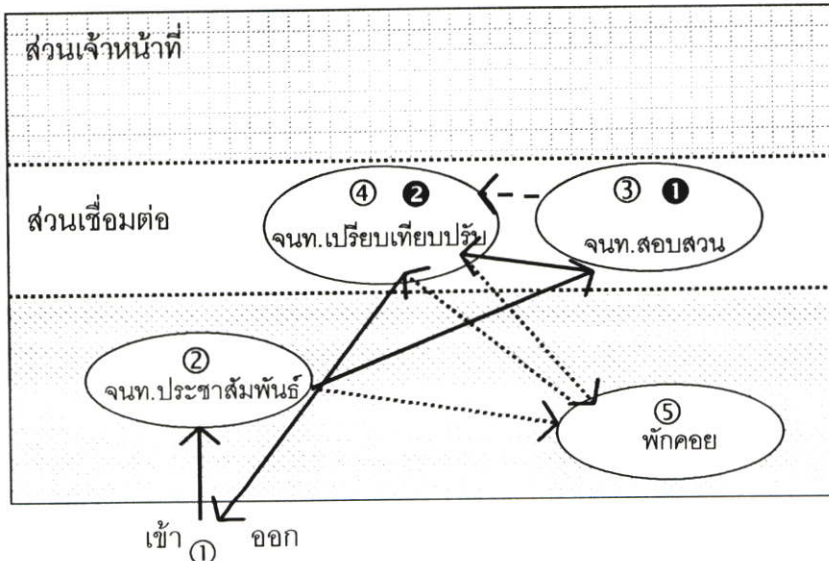 ส่วนเจ้าหน้าที่
ส่วนเชื่อมต่อ
④ ❷
จนท.เปรียบเทียบปรับ
③ ❶
จนท.สอบสวน
②
จนท.ประชาสัมพันธ์
⑤
พักคอย
เข้า ① ออก